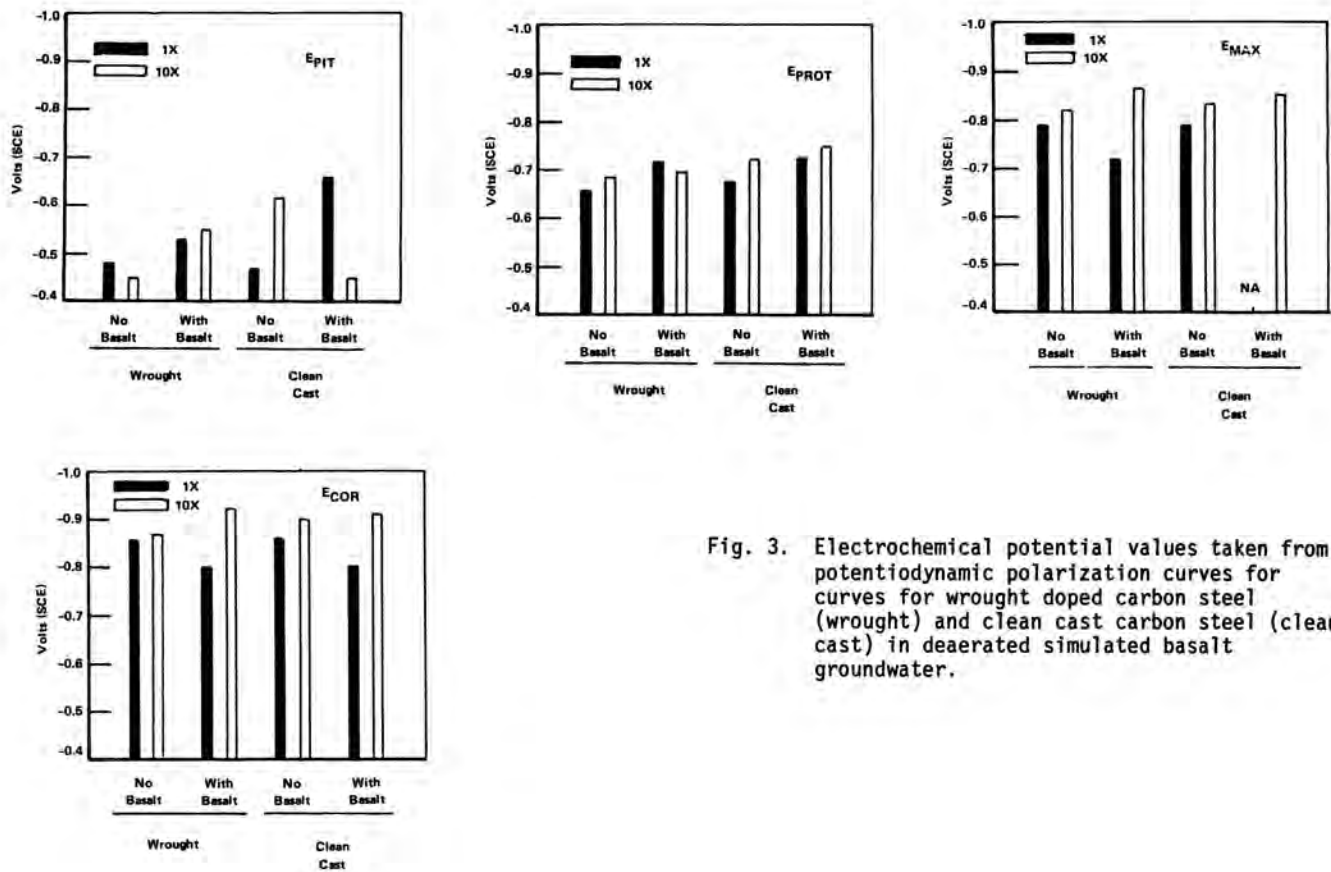 -1.0
-0.9
-0.8
-0.7
-0.6
-0.5
-0.4
Volts (SCE)
1X
10X
EPIT
No Basalt
With Basalt
No Basalt
With Basalt
Wrought
Clean Cast
-1.0
-0.9
-0.8
-0.7
-0.6
-0.5
-0.4
Volts (SCE)
1X
10X
EPROT
No Basalt
With Basalt
No Basalt
With Basalt
Wrought
Clean Cast
-1.0
-0.9
-0.8
-0.7
-0.6
-0.5
-0.4
Volts (SCE)
1X
10X
EMAX
NA
No Basalt
With Basalt
No Basalt
With Basalt
Wrought
Clean Cast
-1.0
-0.9
-0.8
-0.7
-0.6
-0.5
-0.4
Volts (SCE)
1X
10X
ECOR
No Basalt
With Basalt
No Basalt
With Basalt
Wrought
Clean Cast
Fig. 3. Electrochemical potential values taken from
potentiodynamic polarization curves for
curves for wrought doped carbon steel
(wrought) and clean cast carbon steel (clean
cast) in deaerated simulated basalt
groundwater.